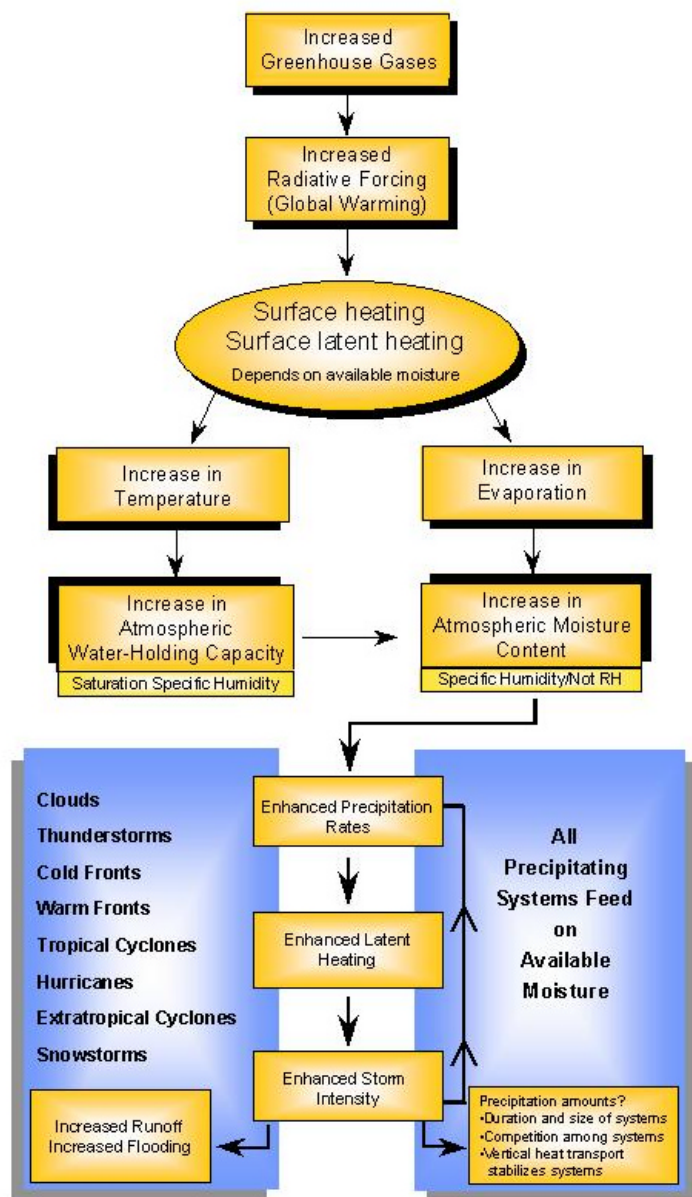 Increased
Greenhouse Gases
Increased
Radiative Forcing
(Global Warming)
Surface heating
Surface latent heating
Depends on available moisture
Increase in
Temperature
Increase in
Evaporation
Increase in
Atmospheric
Water-Holding Capacity
Saturation Specific Humidity
Increase in
Atmospheric Moisture
Content
Specific Humidity/Not RH
Clouds
Thunderstorms
Cold Fronts
Warm Fronts
Tropical Cyclones
Hurricanes
Extratropical Cyclones
Snowstorms
Enhanced Precipitation
Rates
Enhanced Latent
Heating
Enhanced Storm
Intensity
All
Precipitating
Systems Feed
on
Available
Moisture
Increased Runoff
Increased Flooding
Precipitation amounts?
•Duration and size of systems
•Competition among systems
•Vertical heat transport
stabilizes systems